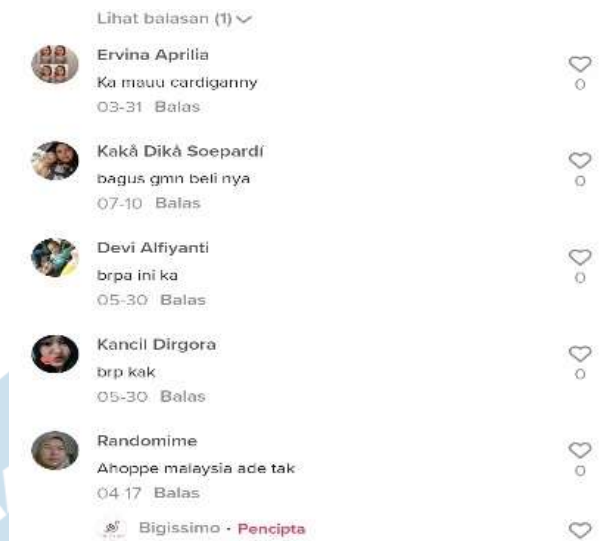 Lihat balasan (1)
Ervina Aprilia
Ka mauu cardiganny
0
03-31 Balas
Kakå Dikå Soepardí
bagus gmn beli nya
0
07-10 Balas
Devi Alfiyanti
brpa ini ka
0
05-30 Balas
Kancil Dirgora
brp kak
0
05-30 Balas
Randomime
Ahoppe malaysia ade tak
0
04-17 Balas
Bigissimo · Pencipta